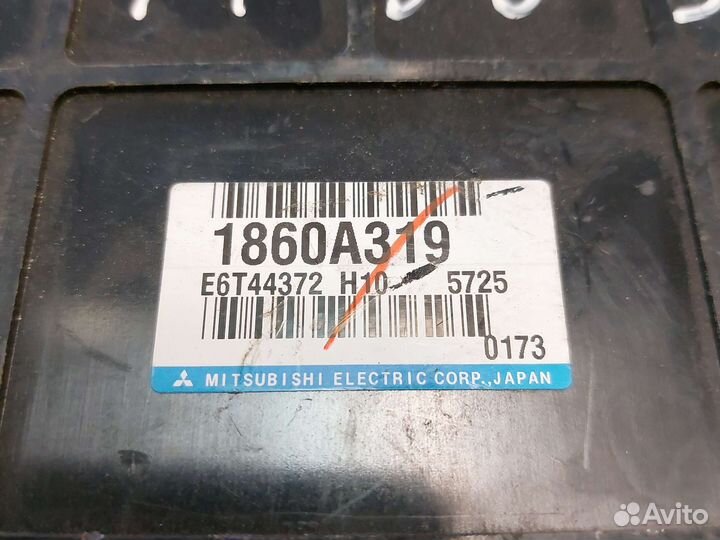 1860A319
E6T44372 H10 5725
0173
MITSUBISHI ELECTRIC CORP., JAPAN
Avito